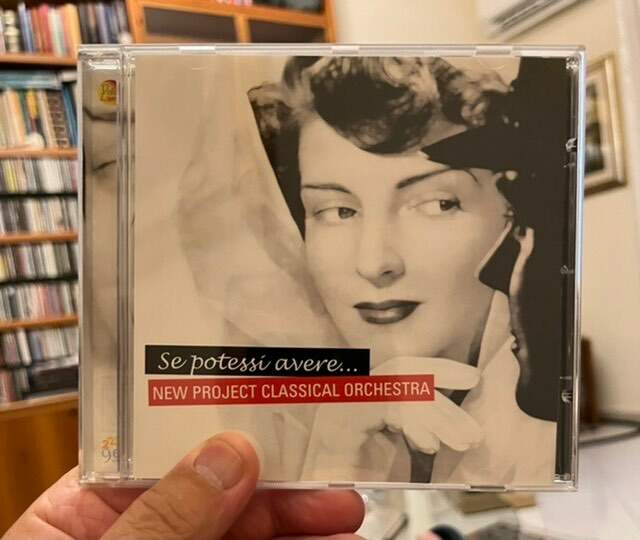 Se potessi avere...
NEW PROJECT CLASSICAL ORCHESTRA